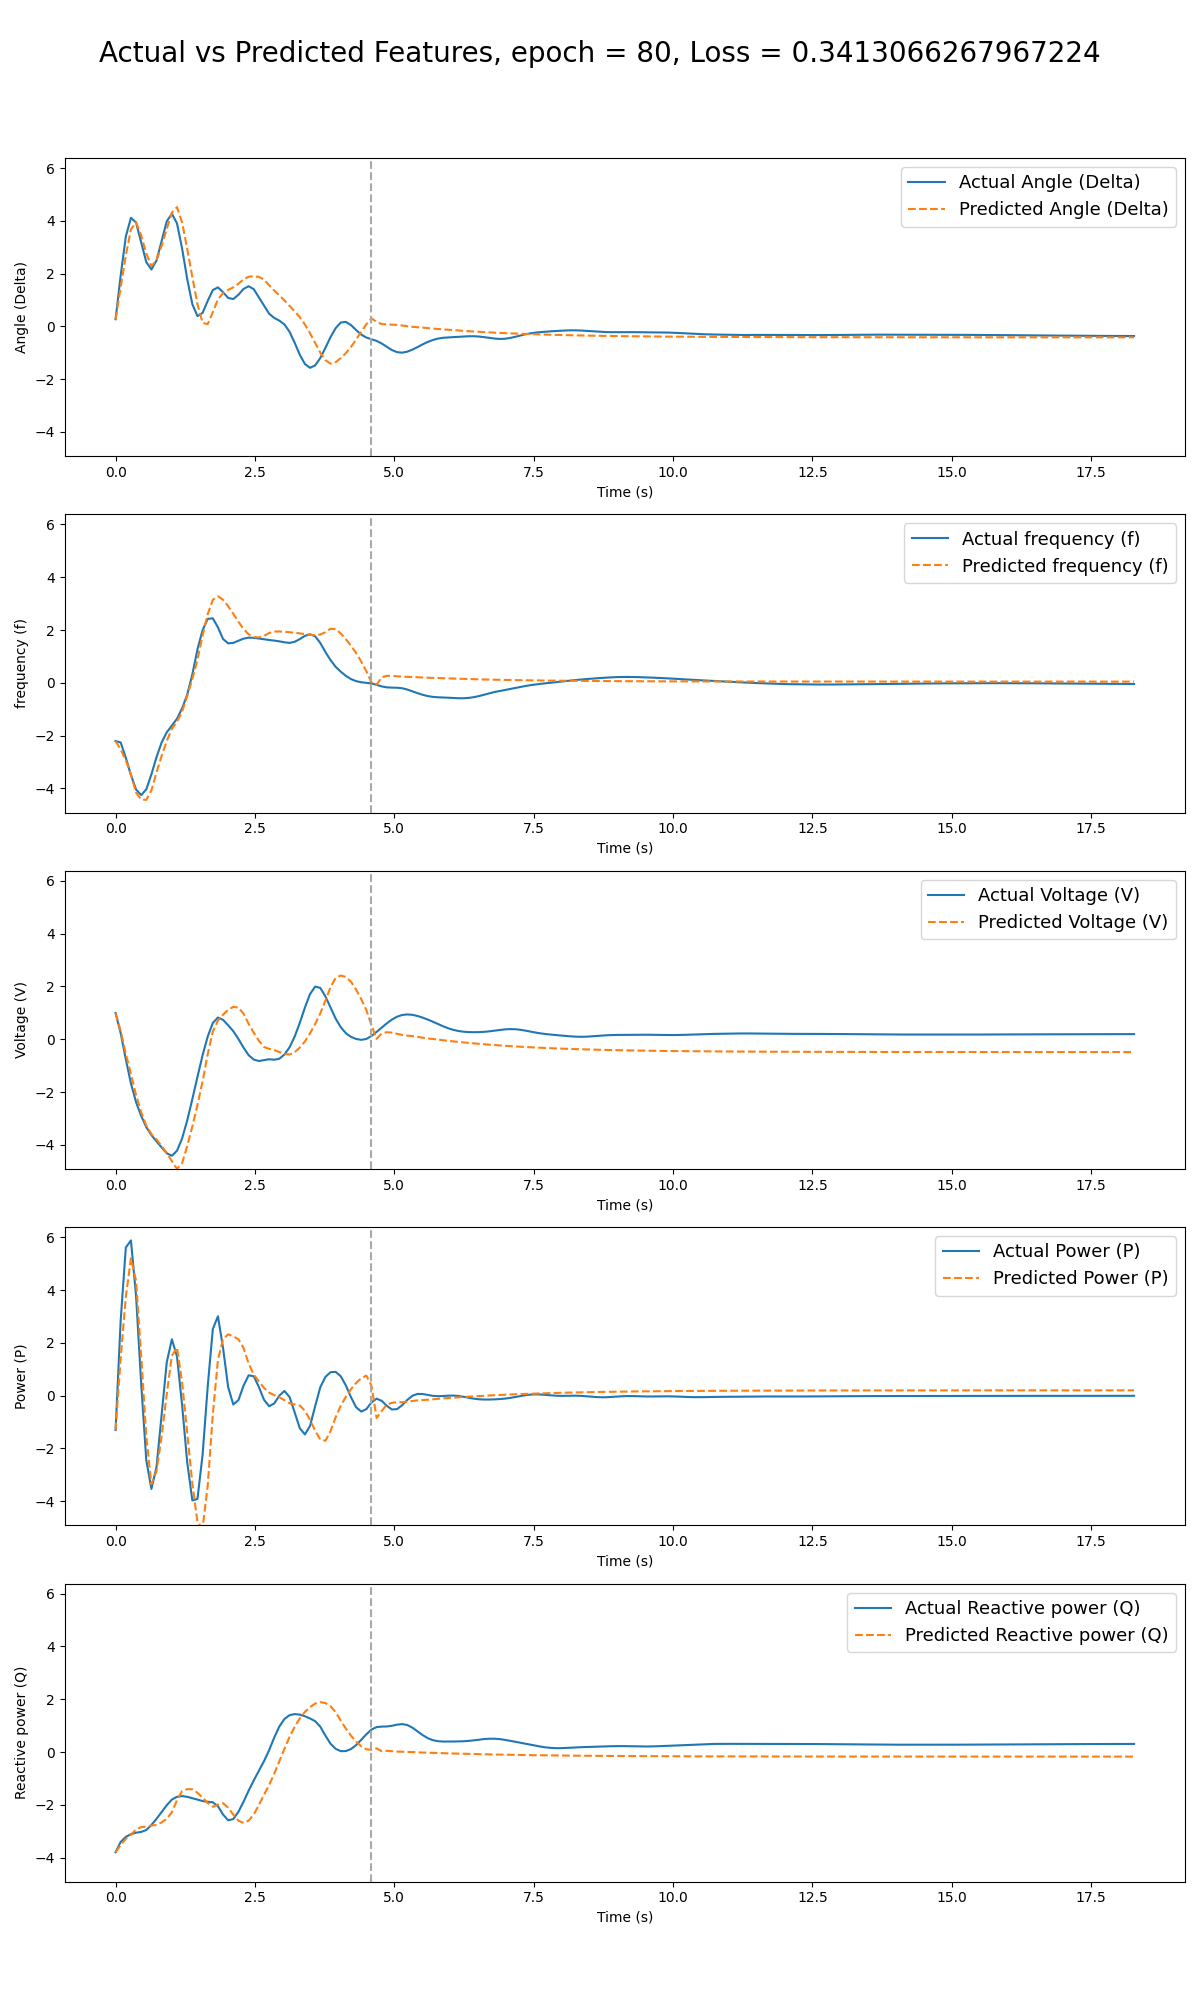 Actual vs Predicted Features, epoch = 80, Loss = 0.3413066267967224
6
4
2
0
−2
−4
Angle (Delta)
Actual Angle (Delta)
Predicted Angle (Delta)
0.0 2.5 5.0 7.5 10.0 12.5 15.0 17.5
Time (s)
6
4
2
0
−2
−4
frequency (f)
Actual frequency (f)
Predicted frequency (f)
0.0 2.5 5.0 7.5 10.0 12.5 15.0 17.5
Time (s)
6
4
2
0
−2
−4
Voltage (V)
Actual Voltage (V)
Predicted Voltage (V)
0.0 2.5 5.0 7.5 10.0 12.5 15.0 17.5
Time (s)
6
4
2
0
−2
−4
Power (P)
Actual Power (P)
Predicted Power (P)
0.0 2.5 5.0 7.5 10.0 12.5 15.0 17.5
Time (s)
6
4
2
0
−2
−4
Reactive power (Q)
Actual Reactive power (Q)
Predicted Reactive power (Q)
0.0 2.5 5.0 7.5 10.0 12.5 15.0 17.5
Time (s)